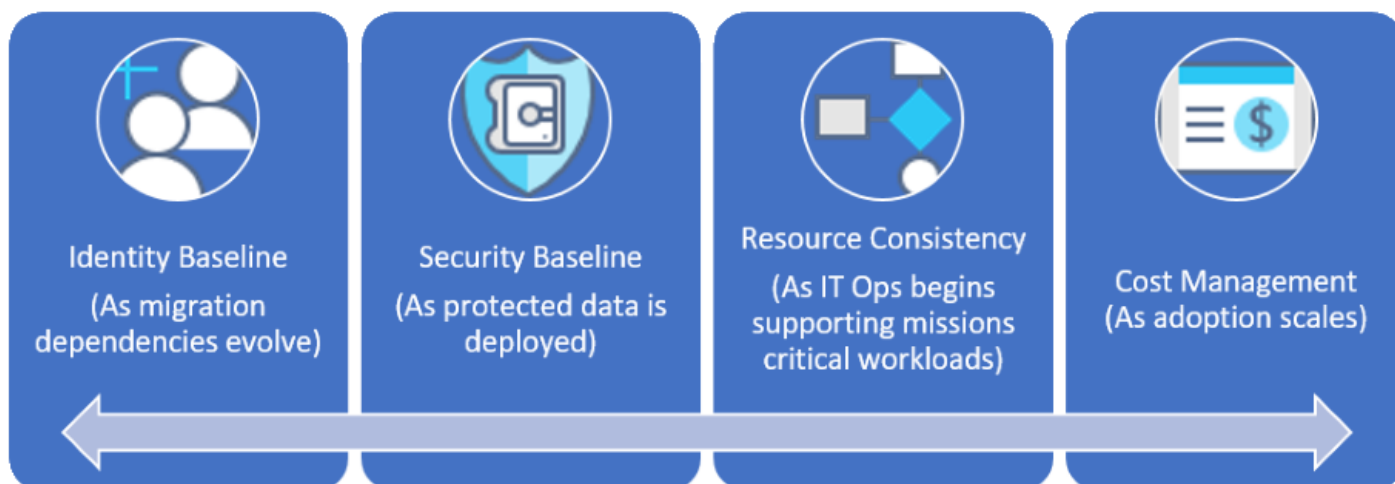 Identity Baseline
(As migration
dependencies evolve)
Security Baseline
(As protected data is
deployed)
Resource Consistency
(As IT Ops begins
supporting missions
critical workloads)
$
Cost Management
(As adoption scales)